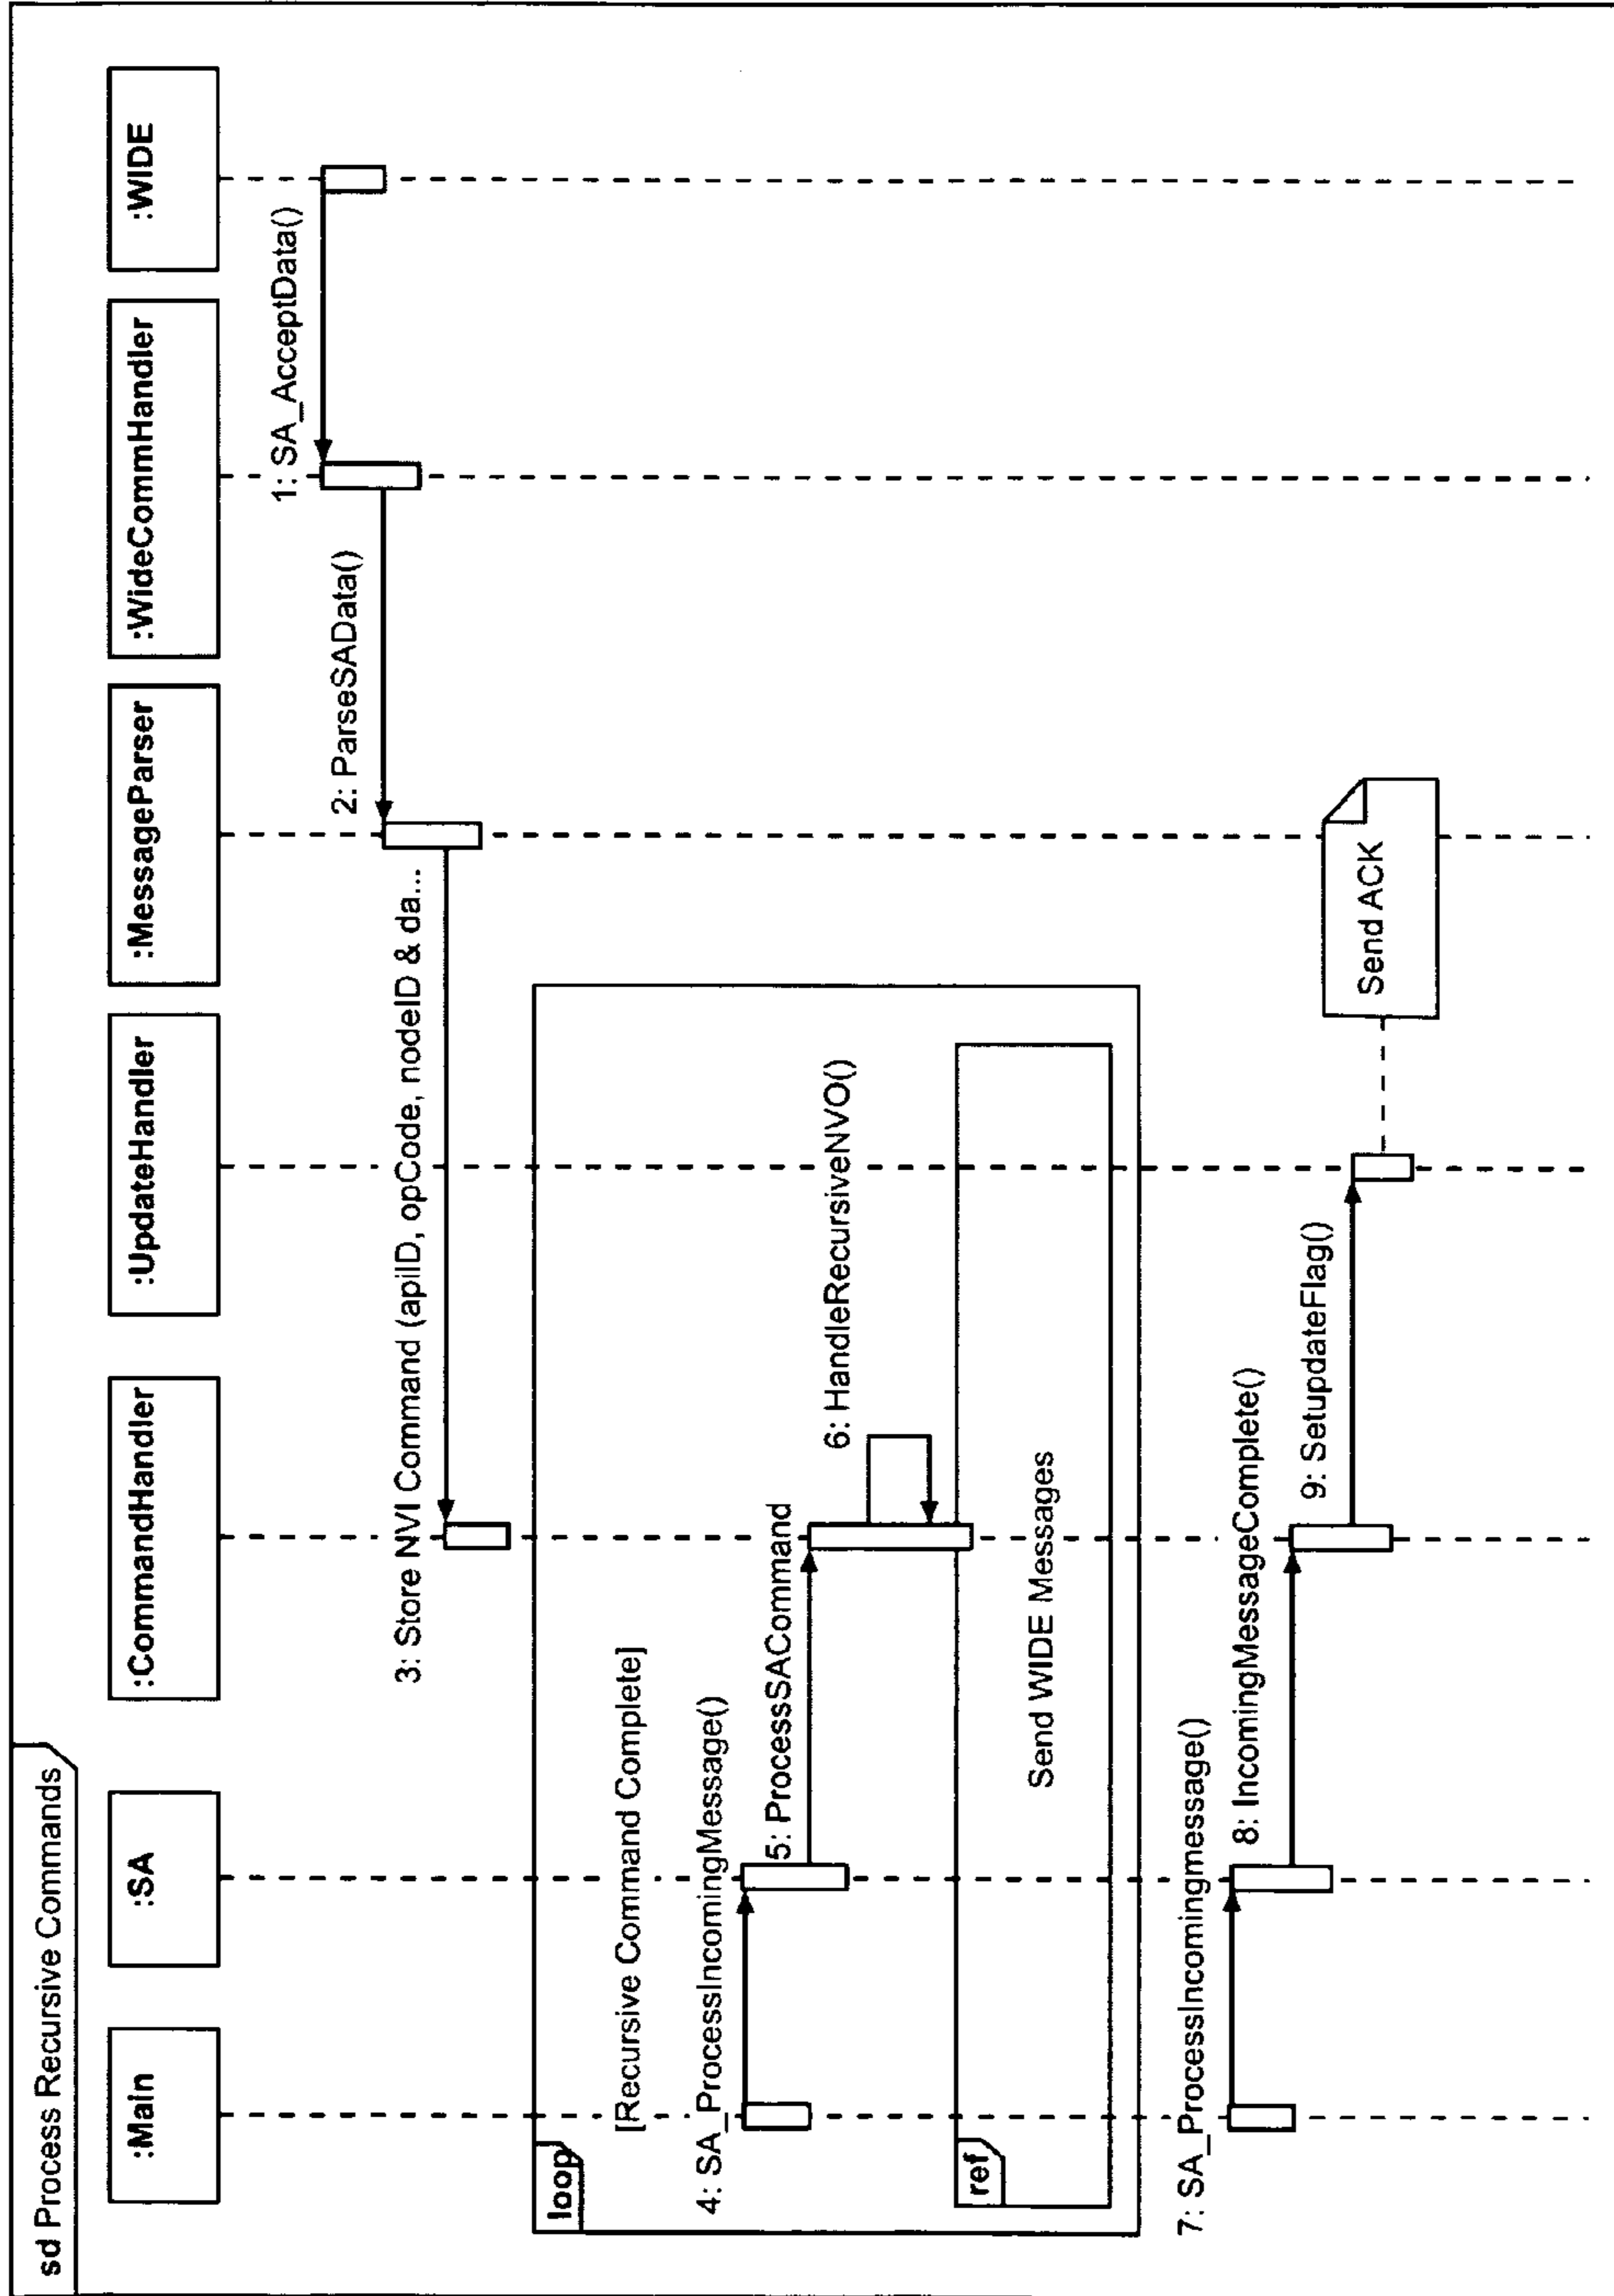 sd Process Recursive Commands
:Main
:SA
:CommandHandler
:UpdateHandler
:MessageParser
:WideCommHandler
:WIDE
1: SA_AcceptData()
2: ParseSAData()
3: Store NVI Command (apiID, opCode, nodeID & da...
loop
[Recursive Command Complete]
4: SA_ProcessIncomingMessage()
5: ProcessSACommand
6: HandleRecursiveNVO()
ref
Send WIDE Messages
7: SA_ProcessIncomingmessage()
8: IncomingMessageComplete()
9: SetupdateFlag()
Send ACK